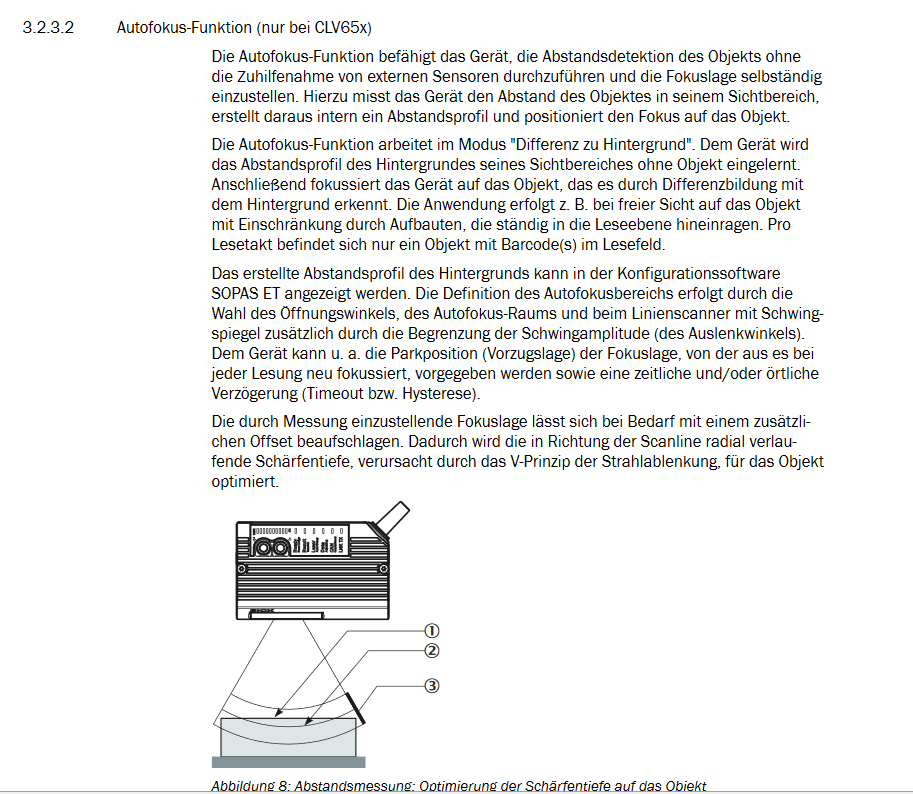 3.2.3.2 Autofokus-Funktion (nur bei CLV65x)
Die Autofokus-Funktion befähigt das Gerät, die Abstandsdetektion des Objekts ohne
die Zuhilfenahme von externen Sensoren durchzuführen und die Fokuslage selbständig
einzustellen. Hierzu misst das Gerät den Abstand des Objektes in seinem Sichtbereich,
erstellt daraus intern ein Abstandsprofil und positioniert den Fokus auf das Objekt.
Die Autofokus-Funktion arbeitet im Modus "Differenz zu Hintergrund". Dem Gerät wird
das Abstandsprofil des Hintergrundes seines Sichtbereiches ohne Objekt eingelernt.
Anschließend fokussiert das Gerät auf das Objekt, das es durch Differenzbildung mit
dem Hintergrund erkennt. Die Anwendung erfolgt z. B. bei freier Sicht auf das Objekt
mit Einschränkung durch Aufbauten, die ständig in die Leseebene hineinragen. Pro
Lesetakt befindet sich nur ein Objekt mit Barcode(s) im Lesefeld.
Das erstellte Abstandsprofil des Hintergrunds kann in der Konfigurationssoftware
SOPAS ET angezeigt werden. Die Definition des Autofokusbereichs erfolgt durch die
Wahl des Öffnungswinkels, des Autofokus-Raums und beim Linienscanner mit Schwing-
spiegel zusätzlich durch die Begrenzung der Schwingamplitude (des Auslenkwinkels).
Dem Gerät kann u. a. die Parkposition (Vorzugslage) der Fokuslage, von der aus es bei
jeder Lesung neu fokussiert, vorgegeben werden sowie eine zeitliche und/oder örtliche
Verzögerung (Timeout bzw. Hysterese).
Die durch Messung einzustellende Fokuslage lässt sich bei Bedarf mit einem zusätzli-
chen Offset beaufschlagen. Dadurch wird die in Richtung der Scanline radial verlau-
fende Schärfentiefe, verursacht durch das V-Prinzip der Strahlablenkung, für das Objekt
optimiert.
①
②
③
Abbildung 8: Abstandsmessung: Optimierung der Schärfentiefe auf das Objekt